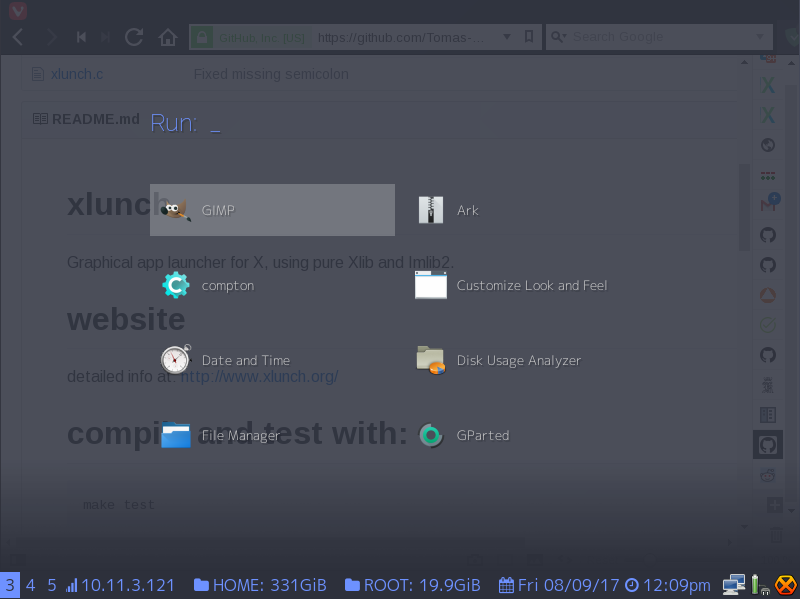 GitHub, Inc. [US] https://github.com/Tomas-... Search Google
xlunch.c Fixed missing semicolon
README.md
Run: _
xlunch
GIMP
Ark
Graphical app launcher for X, using pure Xlib and Imlib2.
compton
Customize Look and Feel
website
Date and Time
Disk Usage Analyzer
detailed info at: http://www.xlunch.org/
compile and test with:
File Manager
GParted
make test
3 4 5 10.11.3.121 HOME: 331GiB ROOT: 19.9GiB Fri 08/09/17 12:09pm